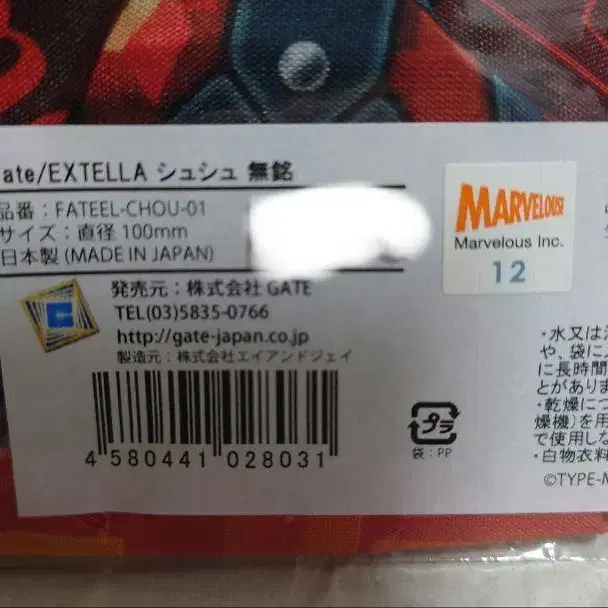 ate/EXTELLA シュシュ 無銘
品番：FATEEL-CHOU-01
サイズ：直径100mm
日本製 (MADE IN JAPAN)
MARVELOUS!
Marvelous Inc.
12
発売元：株式会社 GATE
TEL(03)5835-0766
http://gate-japan.co.jp
製造元：株式会社エイアンドジェイ
4 580441 028031
プラ
袋：PP
・水又は
や、袋に
に長時間
とがありま
・乾燥につ
燥機)を用
で使用しな
・白物衣料
©TYPE-M